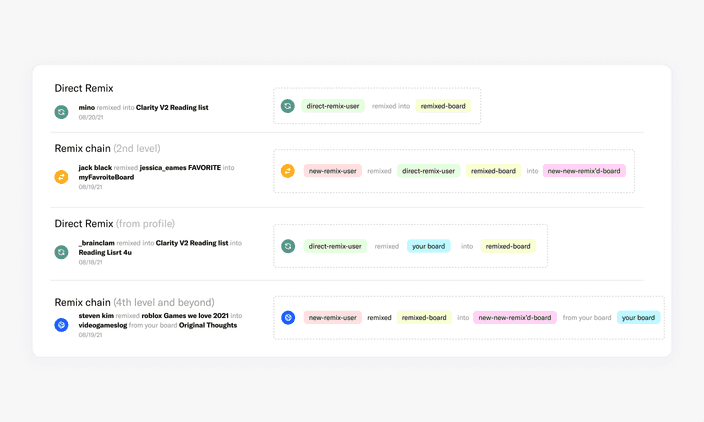 Direct Remix
mino remixed into Clarity V2 Reading list
08/20/21
direct-remix-user remixed into remixed-board
Remix chain (2nd level)
jack black remixed jessica_eames FAVORITE into
myFavroiteBoard
08/19/21
new-remix-user remixed direct-remix-user remixed-board into new-new-remix'd-board
Direct Remix (from profile)
_brainclam remixed into Clarity V2 Reading list into
Reading Lisrt 4u
08/18/21
direct-remix-user remixed your board into remixed-board
Remix chain (4th level and beyond)
steven kim remixed roblox Games we love 2021 into
videogameslog from your board Original Thoughts
08/19/21
new-remix-user remixed remixed-board into new-new-remix'd-board from your board your board